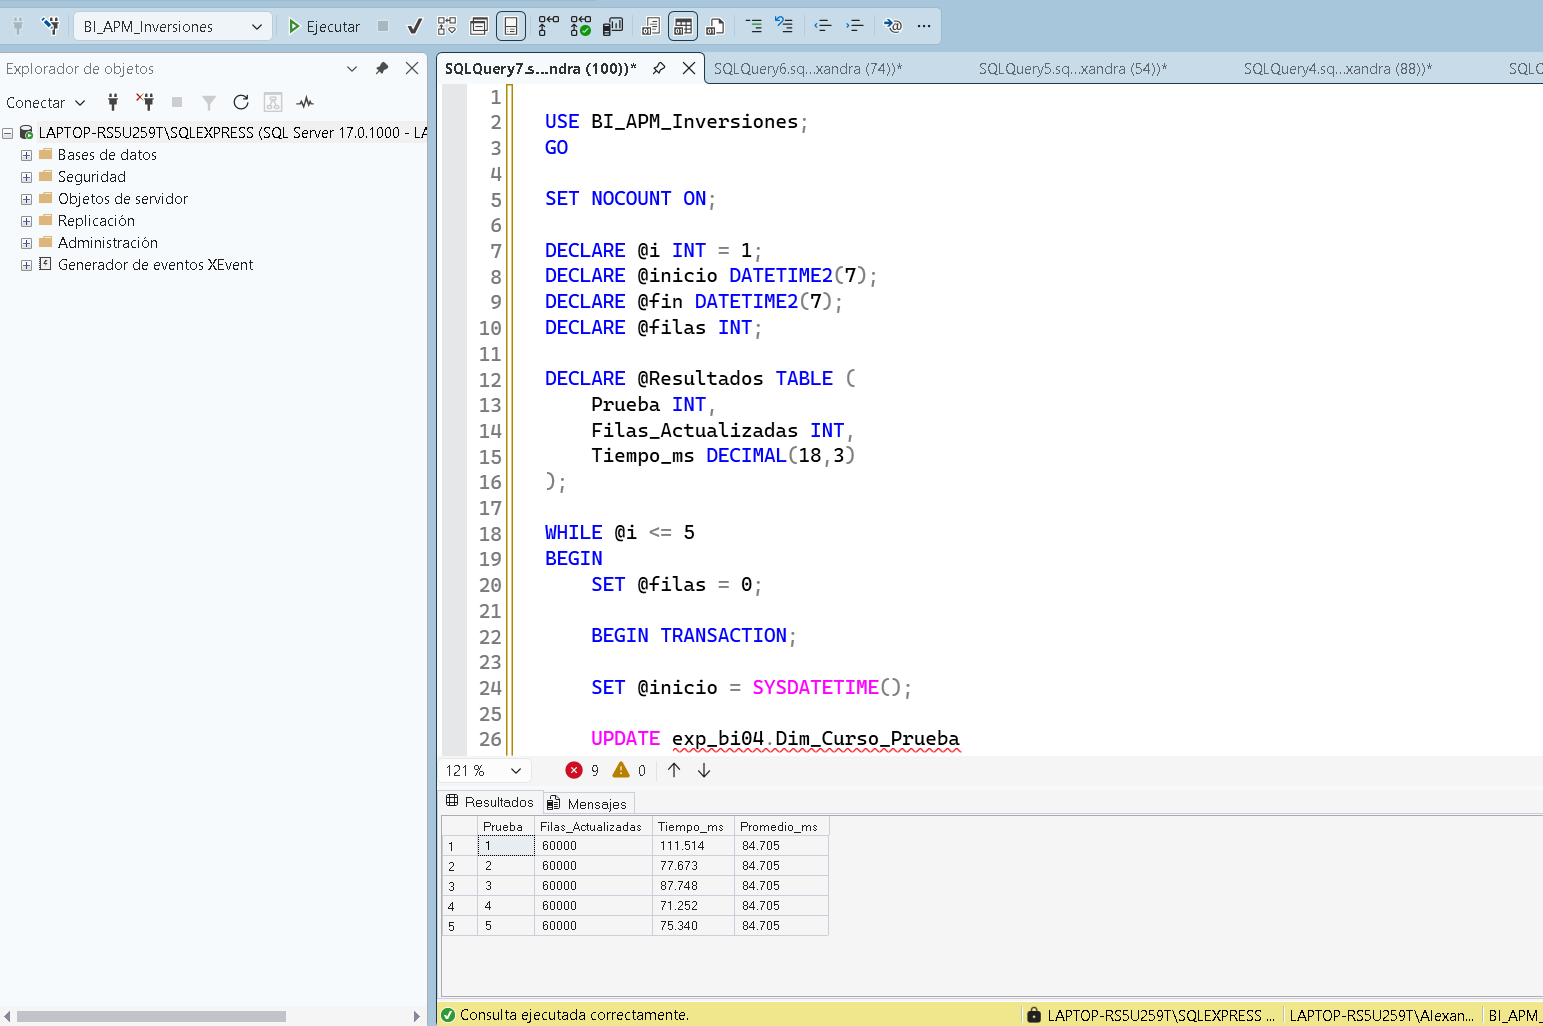 BI_APM_Inversiones
Ejecutar
Explorador de objetos
SQLQuery7.s...ndra (100))*
SQLQuery6.sq...xandra (74))*
SQLQuery5.sq...xandra (54))*
SQLQuery4.sq...xandra (88))*
SQLQ
Conectar
LAPTOP-RS5U259T\SQLEXPRESS (SQL Server 17.0.1000 - LA
Bases de datos
Seguridad
Objetos de servidor
Replicación
Administración
Generador de eventos XEvent
1
2 USE BI_APM_Inversiones;
3 GO
4
5 SET NOCOUNT ON;
6
7 DECLARE @i INT = 1;
8 DECLARE @inicio DATETIME2(7);
9 DECLARE @fin DATETIME2(7);
10 DECLARE @filas INT;
11
12 DECLARE @Resultados TABLE (
13 Prueba INT,
14 Filas_Actualizadas INT,
15 Tiempo_ms DECIMAL(18,3)
16 );
17
18 WHILE @i <= 5
19 BEGIN
20 SET @filas = 0;
21
22 BEGIN TRANSACTION;
23
24 SET @inicio = SYSDATETIME();
25
26 UPDATE exp_bi04.Dim_Curso_Prueba
121 %
9
0
Resultados
Mensajes
Prueba Filas_Actualizadas Tiempo_ms Promedio_ms
1 1 60000 111.514 84.705
2 2 60000 77.673 84.705
3 3 60000 87.748 84.705
4 4 60000 71.252 84.705
5 5 60000 75.340 84.705
Consulta ejecutada correctamente.
LAPTOP-RS5U259T\SQLEXPRESS ...
LAPTOP-RS5U259T\Alexan...
BI_APM_